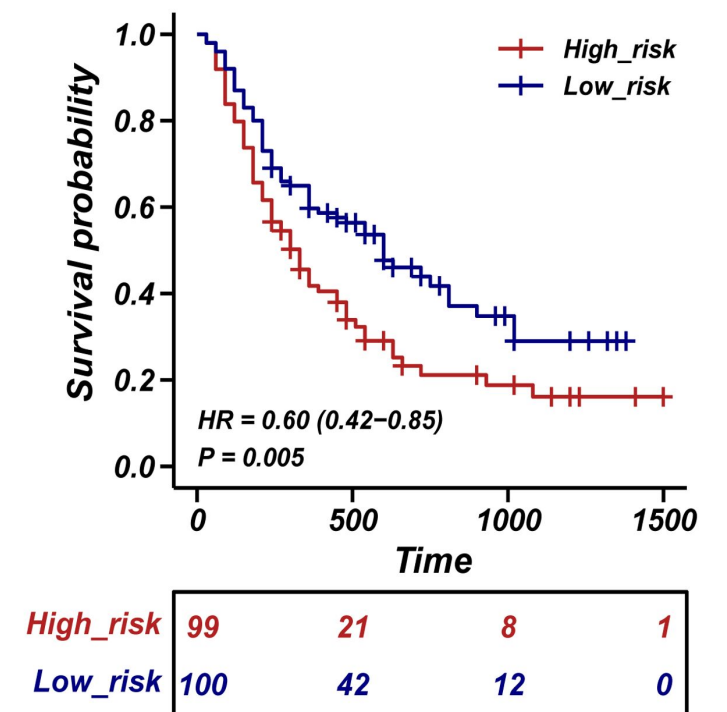 High_risk
Low_risk
Survival probability
1.0
0.8
0.6
0.4
0.2
0.0
HR = 0.60 (0.42−0.85)
P = 0.005
0 500 1000 1500
Time
High_risk 99 21 8 1
Low_risk 100 42 12 0